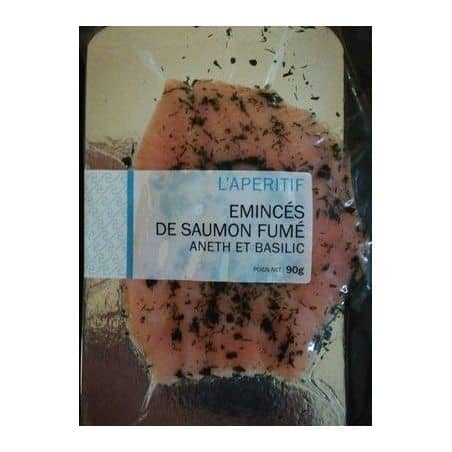 L'APERITIF
EMINCÉS
DE SAUMON FUMÉ
ANETH ET BASILIC
POIDS NET : 90g